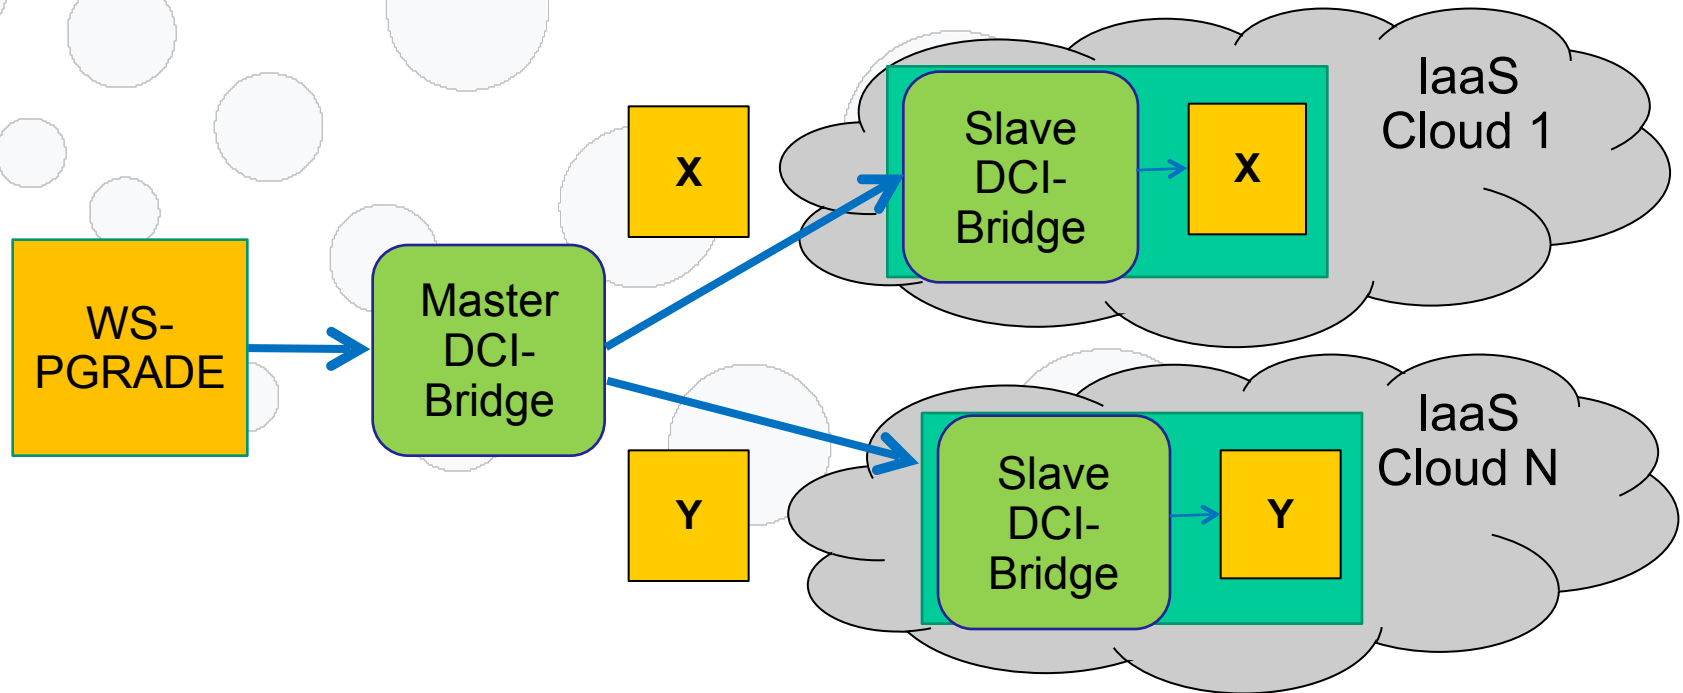 WS-
PGRADE
Master
DCI-
Bridge
X
Slave
DCI-
Bridge
X
IaaS
Cloud 1
Y
Slave
DCI-
Bridge
Y
IaaS
Cloud N